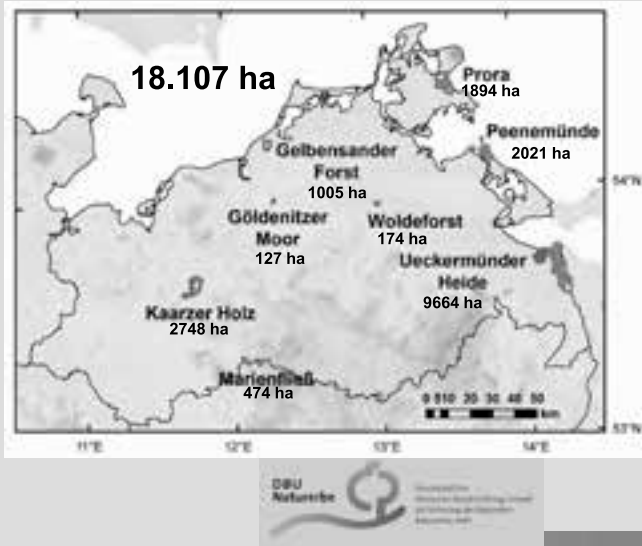 18.107 ha
Prora
1894 ha
Peenemünde
2021 ha
Gelbensander
Forst
1005 ha
54°N
Göldenitzer
Moor
127 ha
Woldeforst
174 ha
Ueckermünder
Heide
9664 ha
Kaarzer Holz
2748 ha
Marienfließ
474 ha
0 5 10 20 30 40 50
km
53°N
11°E 12°E 13°E 14°E
DBU
Naturerbe